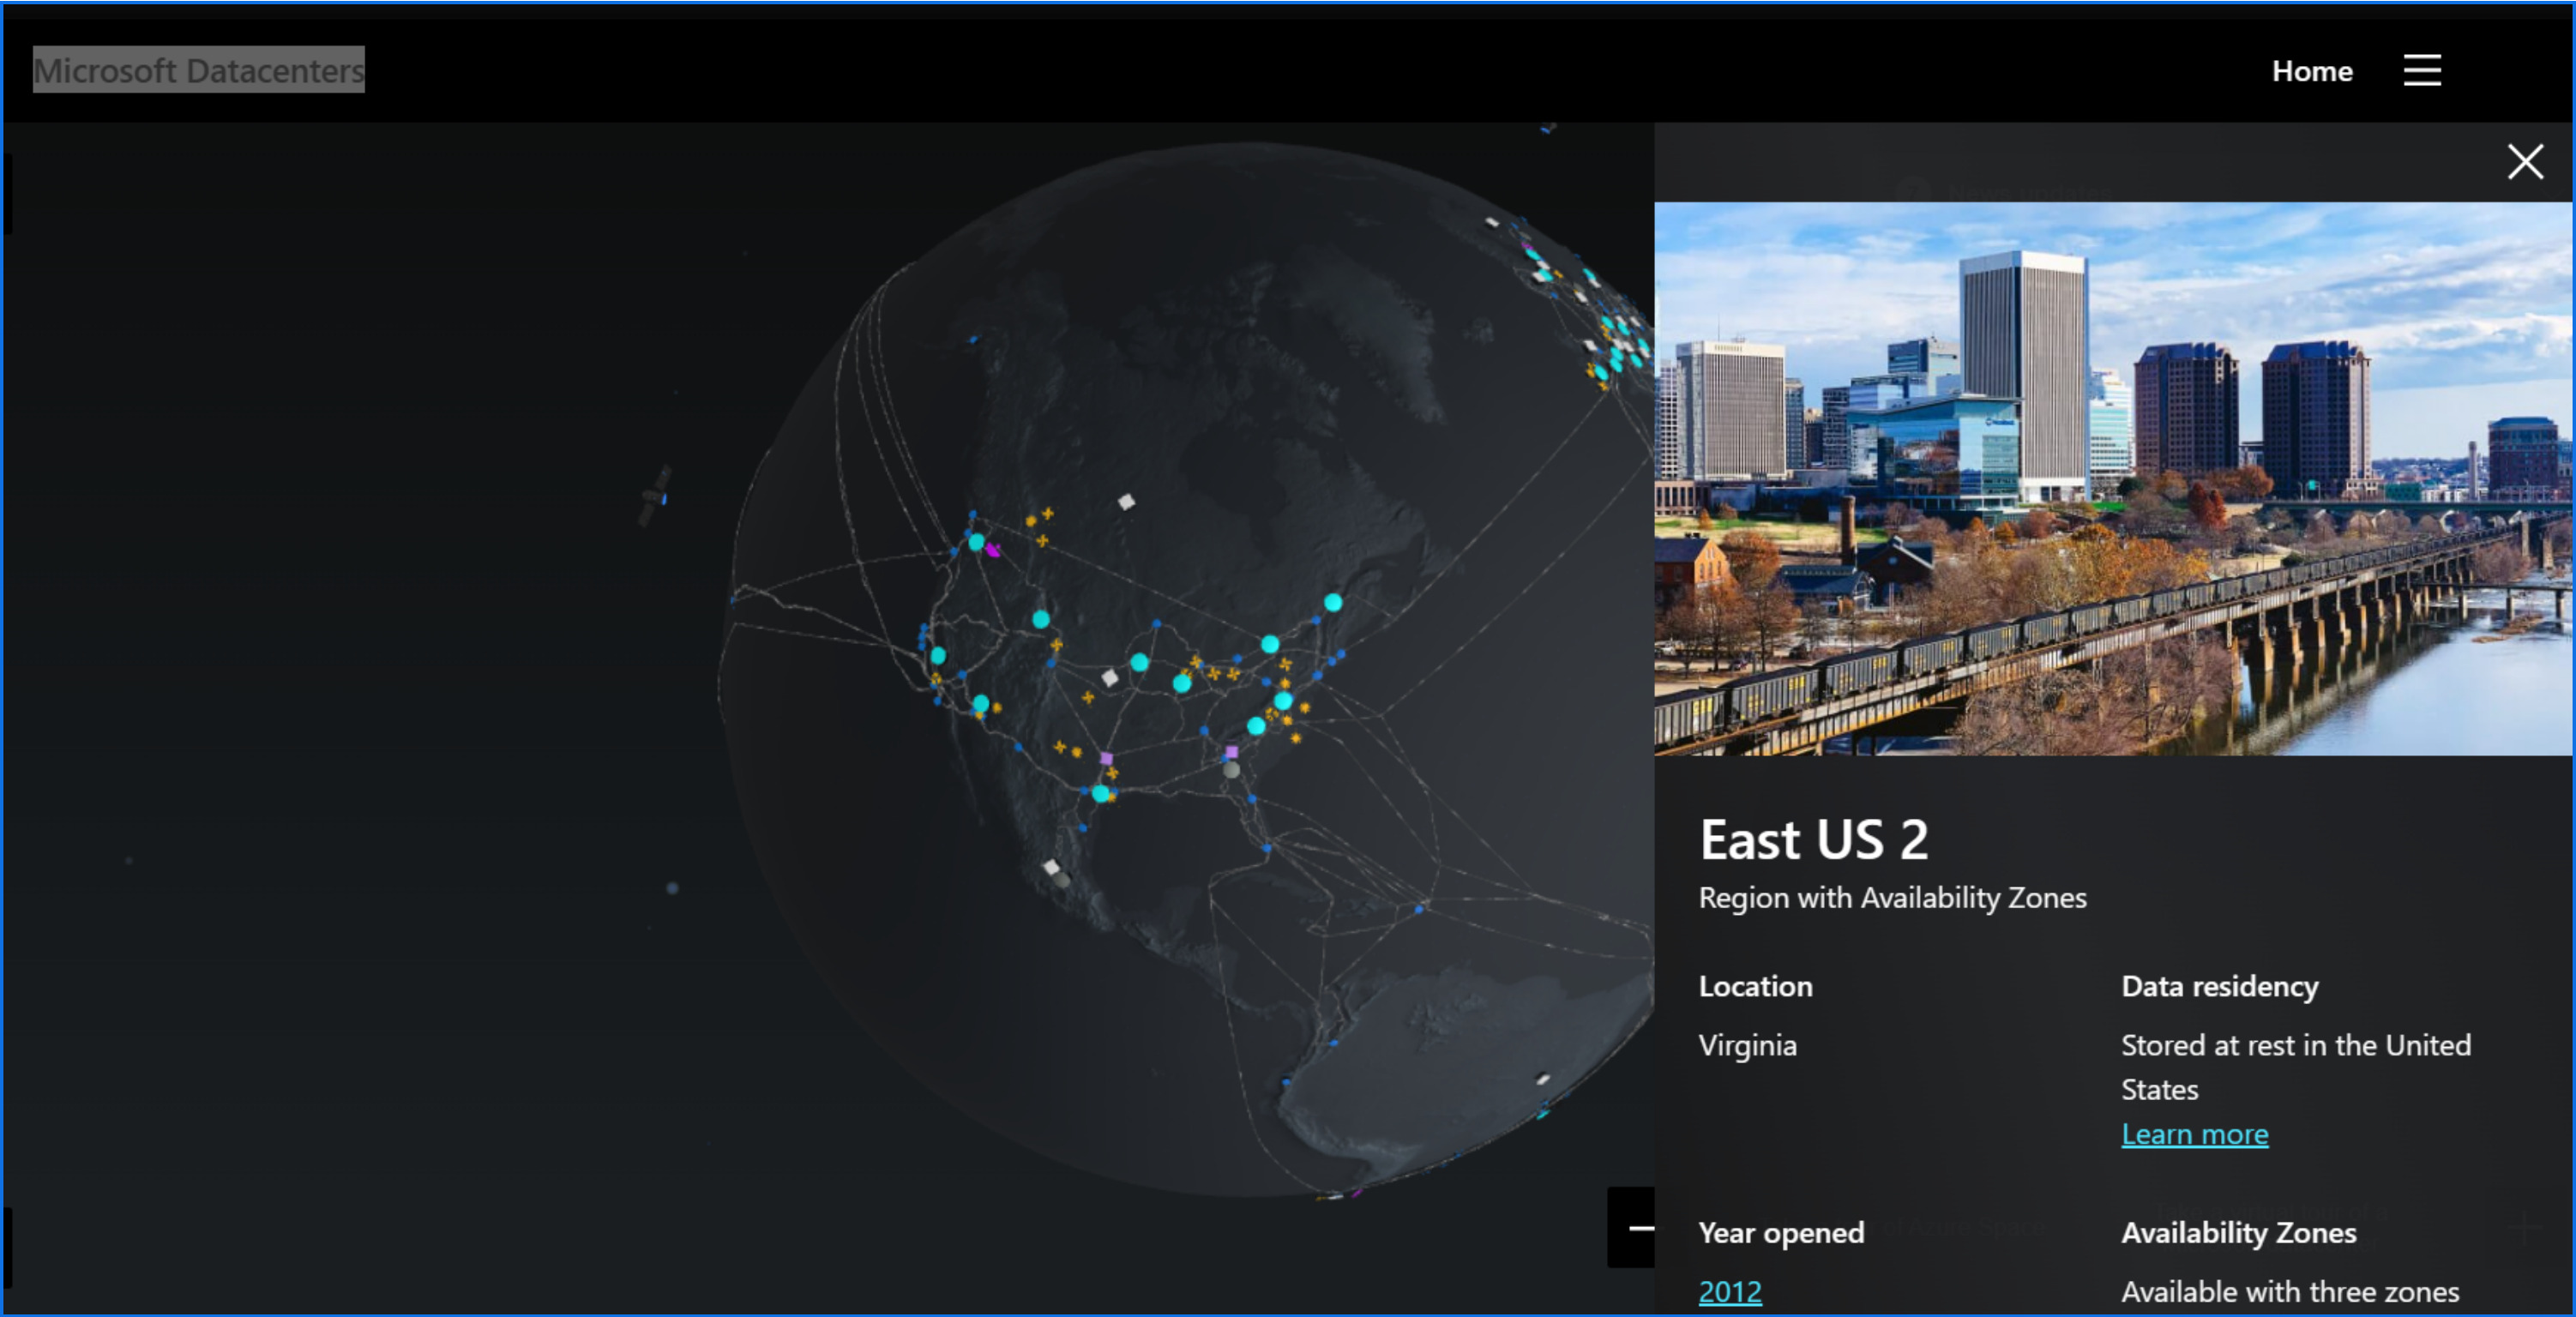 Microsoft Datacenters
Home
East US 2
Region with Availability Zones
Location
Data residency
Virginia
Stored at rest in the United
States
Learn more
Year opened
Availability Zones
2012
Available with three zones